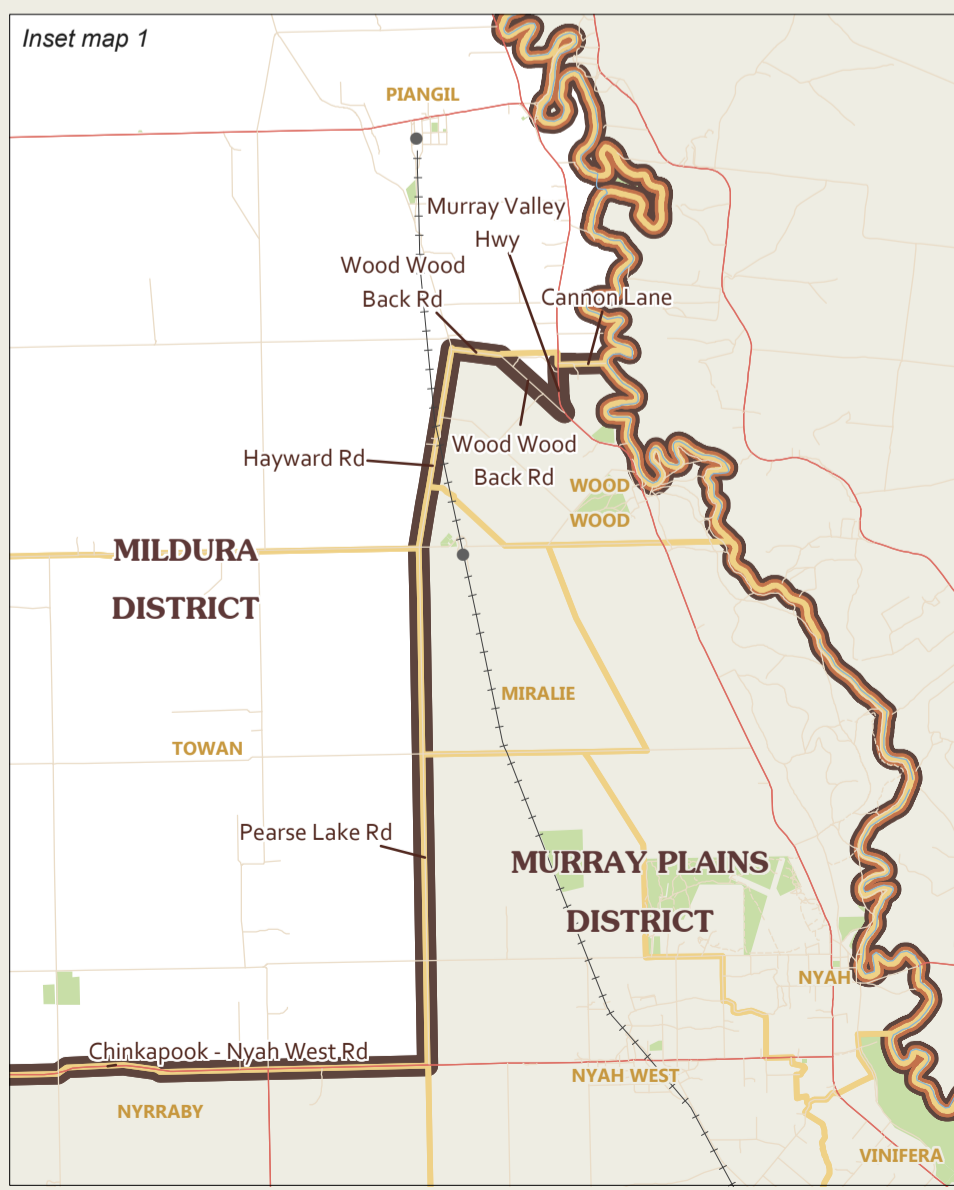 Inset map 1
PIANGIL
Murray Valley
Hwy
Wood Wood
Back Rd
Cannon Lane
Hayward Rd
Wood Wood
Back Rd
WOOD
WOOD
MILDURA
DISTRICT
MIRALIE
TOWAN
Pearse Lake Rd
MURRAY PLAINS
DISTRICT
NYAH
Chinkapook - Nyah West Rd
NYAH WEST
NYRRABY
VINIFERA